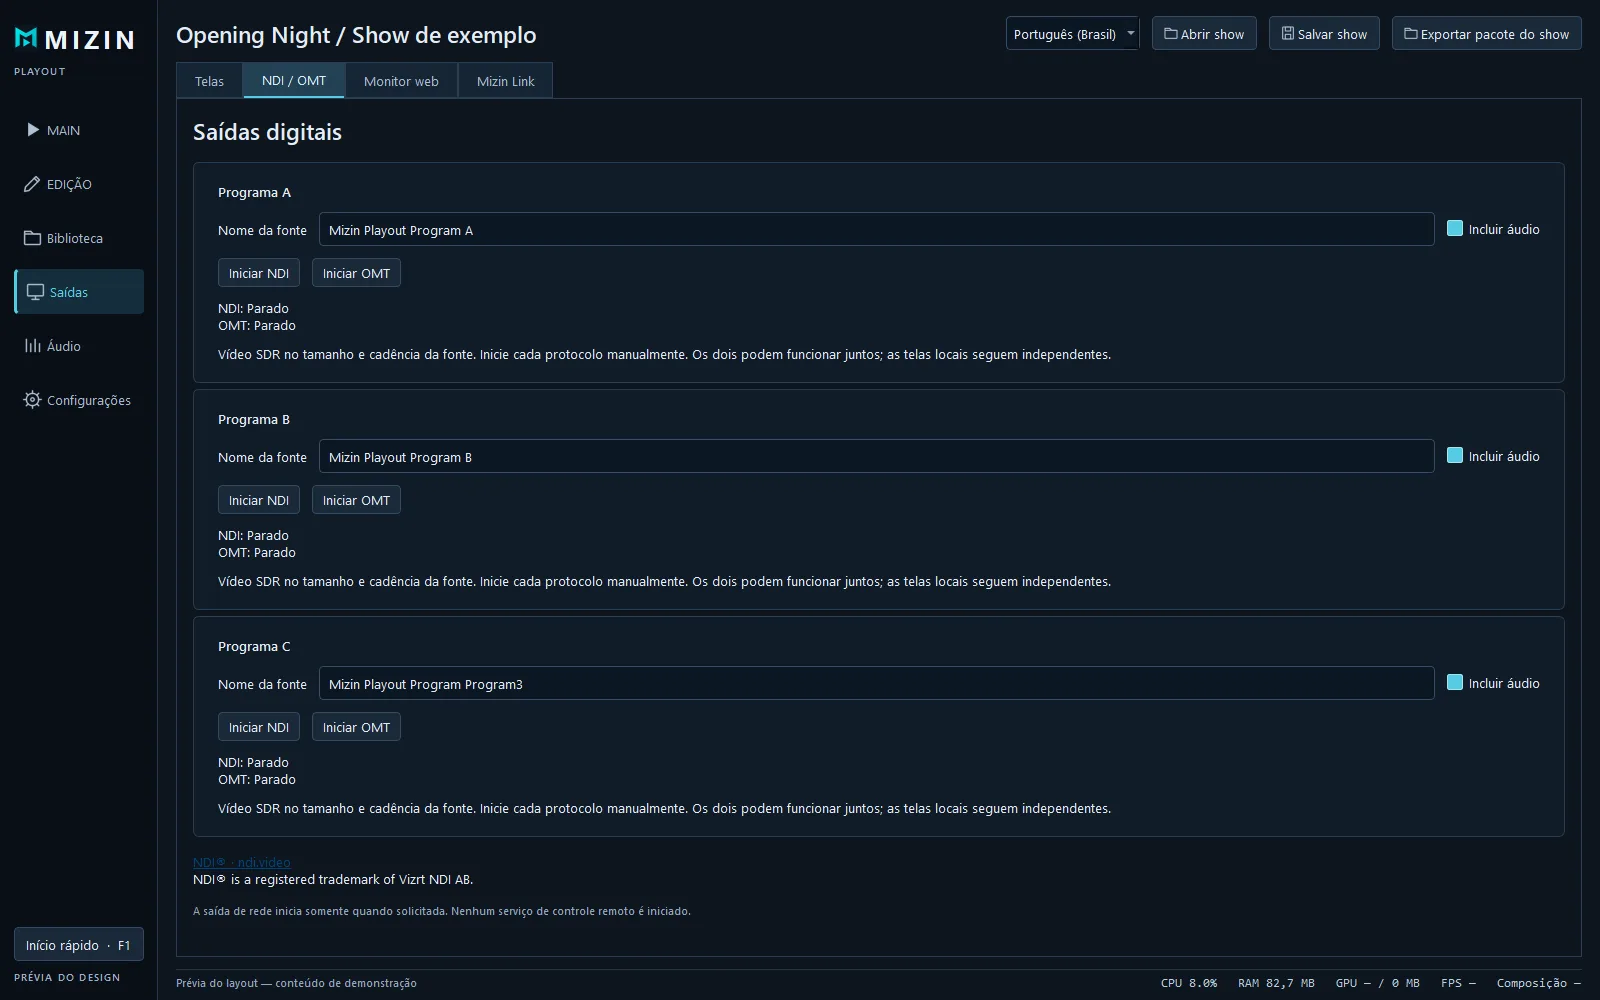 MIZIN
PLAYOUT
MAIN
EDIÇÃO
Biblioteca
Saídas
Áudio
Configurações
Início rápido · F1
PRÉVIA DO DESIGN
Opening Night / Show de exemplo
Português (Brasil)
Abrir show
Salvar show
Exportar pacote do show
Telas
NDI / OMT
Monitor web
Mizin Link
Saídas digitais
Programa A
Nome da fonte
Mizin Playout Program A
Incluir áudio
Iniciar NDI
Iniciar OMT
NDI: Parado
OMT: Parado
Vídeo SDR no tamanho e cadência da fonte. Inicie cada protocolo manualmente. Os dois podem funcionar juntos; as telas locais seguem independentes.
Programa B
Nome da fonte
Mizin Playout Program B
Incluir áudio
Iniciar NDI
Iniciar OMT
NDI: Parado
OMT: Parado
Vídeo SDR no tamanho e cadência da fonte. Inicie cada protocolo manualmente. Os dois podem funcionar juntos; as telas locais seguem independentes.
Programa C
Nome da fonte
Mizin Playout Program Program3
Incluir áudio
Iniciar NDI
Iniciar OMT
NDI: Parado
OMT: Parado
Vídeo SDR no tamanho e cadência da fonte. Inicie cada protocolo manualmente. Os dois podem funcionar juntos; as telas locais seguem independentes.
NDI® · ndi.video
NDI® is a registered trademark of Vizrt NDI AB.
A saída de rede inicia somente quando solicitada. Nenhum serviço de controle remoto é iniciado.
Prévia do layout — conteúdo de demonstração
CPU 8.0%
RAM 82,7 MB
GPU — / 0 MB
FPS —
Composição —